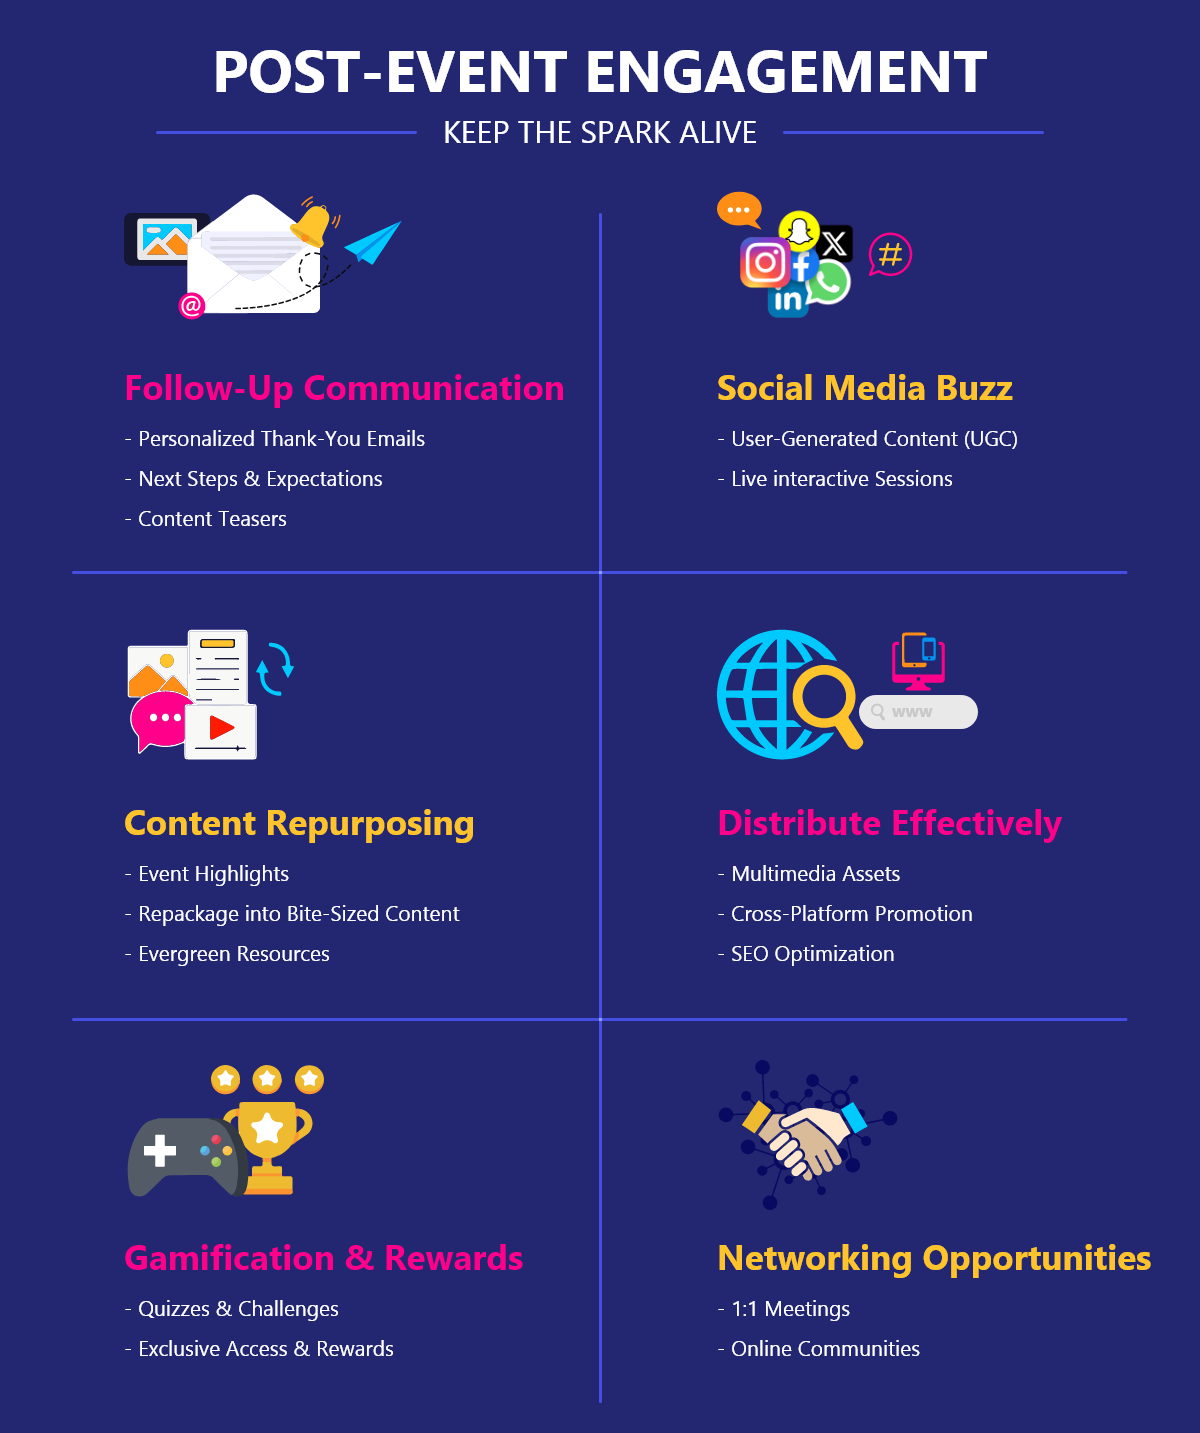 POST-EVENT ENGAGEMENT
KEEP THE SPARK ALIVE
@
#
in
Follow-Up Communication
- Personalized Thank-You Emails
- Next Steps & Expectations
- Content Teasers
Social Media Buzz
- User-Generated Content (UGC)
- Live interactive Sessions
www
Content Repurposing
- Event Highlights
- Repackage into Bite-Sized Content
- Evergreen Resources
Distribute Effectively
- Multimedia Assets
- Cross-Platform Promotion
- SEO Optimization
Gamification & Rewards
- Quizzes & Challenges
- Exclusive Access & Rewards
Networking Opportunities
- 1:1 Meetings
- Online Communities